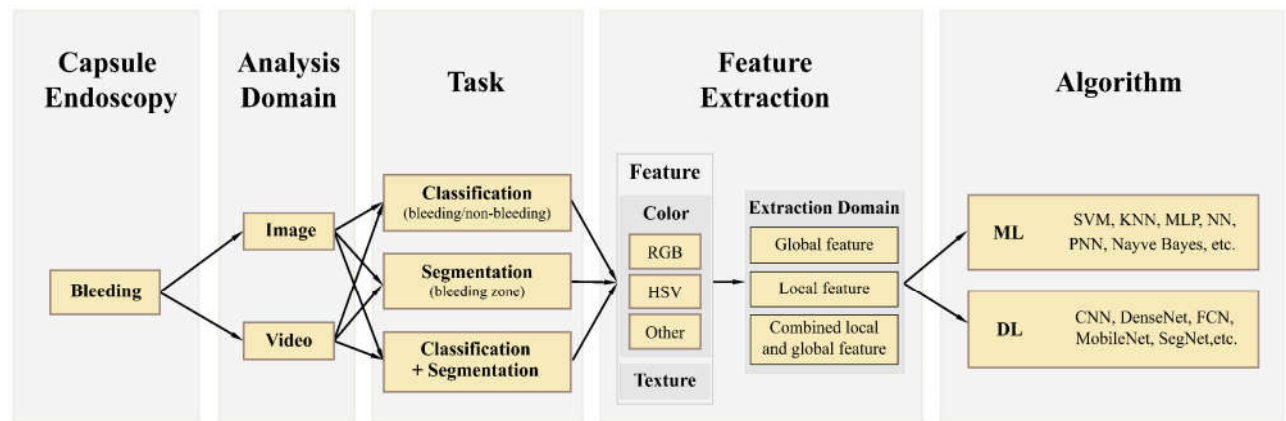 Capsule
Endoscopy
Analysis
Domain
Task
Feature
Extraction
Algorithm
Bleeding
Image
Video
Classification
(bleeding/non-bleeding)
Segmentation
(bleeding zone)
Classification
+ Segmentation
Feature
Color
RGB
HSV
Other
Texture
Extraction Domain
Global feature
Local feature
Combined local
and global feature
ML
SVM, KNN, MLP, NN,
PNN, Nayve Bayes, etc.
DL
CNN, DenseNet, FCN,
MobileNet, SegNet,etc.